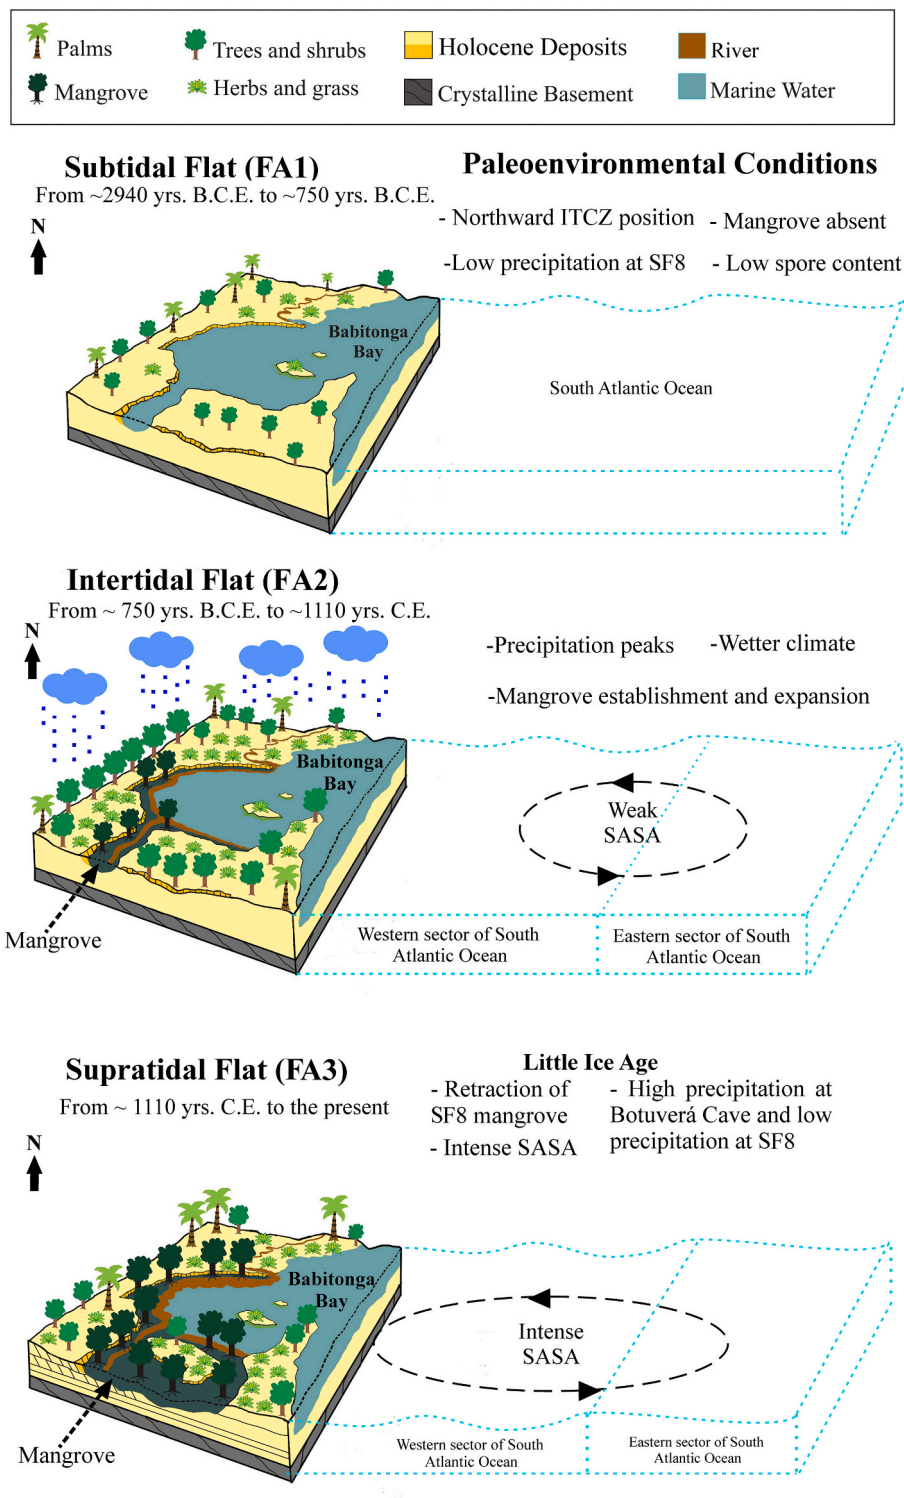 Palms
Trees and shrubs
Holocene Deposits
River
Mangrove
Herbs and grass
Crystalline Basement
Marine Water
Subtidal Flat (FA1)
From ~2940 yrs. B.C.E. to ~750 yrs. B.C.E.
Paleoenvironmental Conditions
- Northward ITCZ position
- Mangrove absent
-Low precipitation at SF8
- Low spore content
N
Babitonga
Bay
South Atlantic Ocean
Intertidal Flat (FA2)
From ~ 750 yrs. B.C.E. to ~1110 yrs. C.E.
N
-Precipitation peaks
-Wetter climate
-Mangrove establishment and expansion
Babitonga
Bay
Weak
SASA
Mangrove
Western sector of South
Atlantic Ocean
Eastern sector of South
Atlantic Ocean
Supratidal Flat (FA3)
From ~ 1110 yrs. C.E. to the present
Little Ice Age
- Retraction of
SF8 mangrove
- Intense SASA
- High precipitation at
Botuverá Cave and low
precipitation at SF8
N
Babitonga
Bay
Intense
SASA
Mangrove
Western sector of South
Atlantic Ocean
Eastern sector of South
Atlantic Ocean